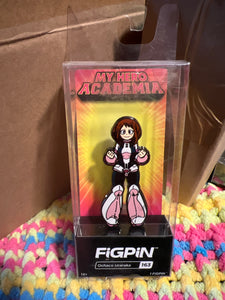 MY HERO
ACADEMIA
FiGPiN
Ochaco Uraraka 163